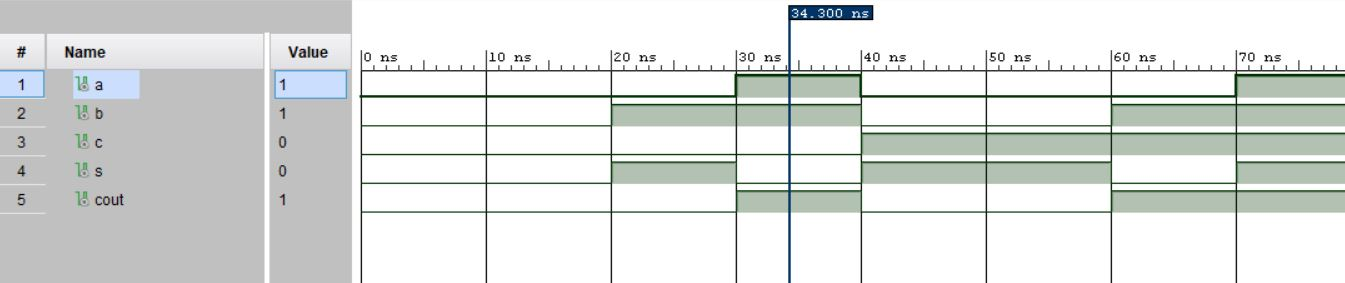 34.300 ns
# Name Value
0 ns 10 ns 20 ns 30 ns 40 ns 50 ns 60 ns 70 ns
1 a 1
2 b 1
3 c 0
4 s 0
5 cout 1